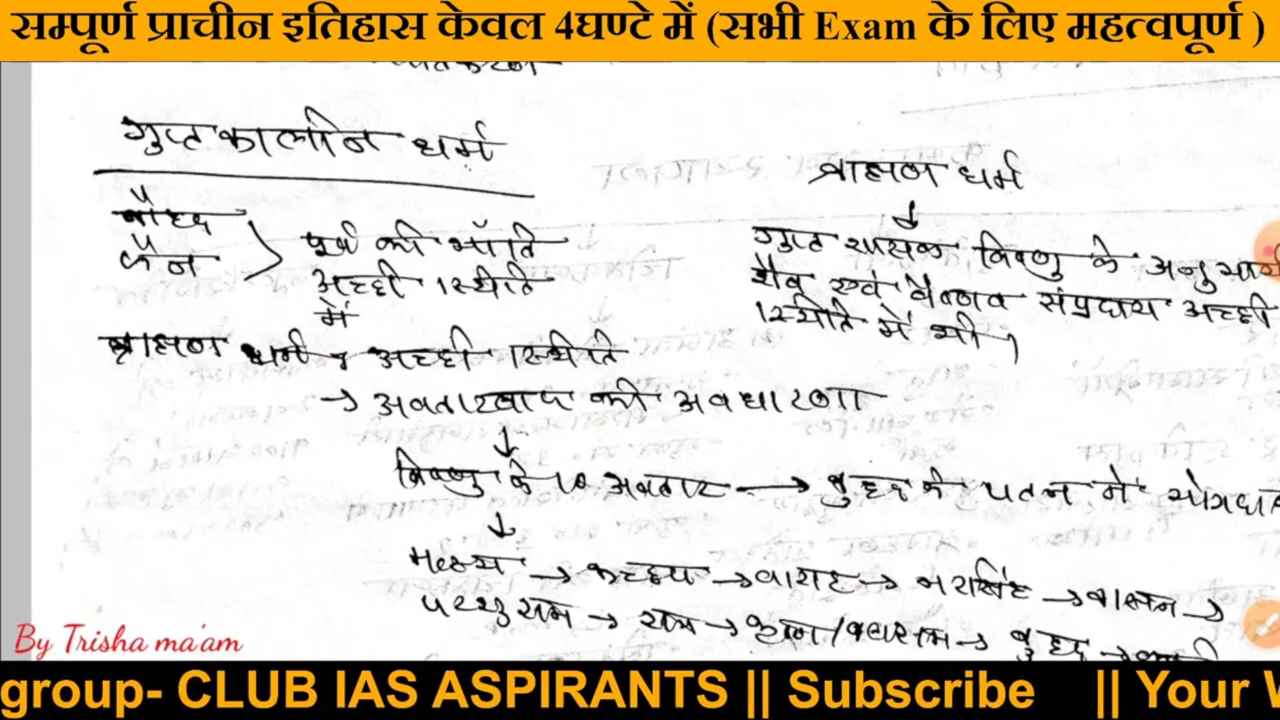 सम्पूर्ण प्राचीन इतिहास केवल 4घण्टे में (सभी Exam के लिए महत्वपूर्ण )
गुप्तकालीन धर्म
बौध्द
जैन
पूर्व की भाँति
अच्छी स्थीति
में
ब्राह्मण धर्म अच्छी स्थीति
→ अवतारवाद की अवधारणा
↓
विष्णु के 10 अवतार → बुद्ध के पतन में
↓
मत्स्य → कच्छप → वाराह → नरसिंह → वामन →
परशुराम → राम → कृष्ण/बलराम → बुद्ध →
ब्राह्मण धर्म
↓
गुप्त शासक विष्णु के
शैव एवं वैष्णव संप्रदाय अच्छी
स्थीति में थी।
By Trisha ma'am
group- CLUB IAS ASPIRANTS || Subscribe || Your